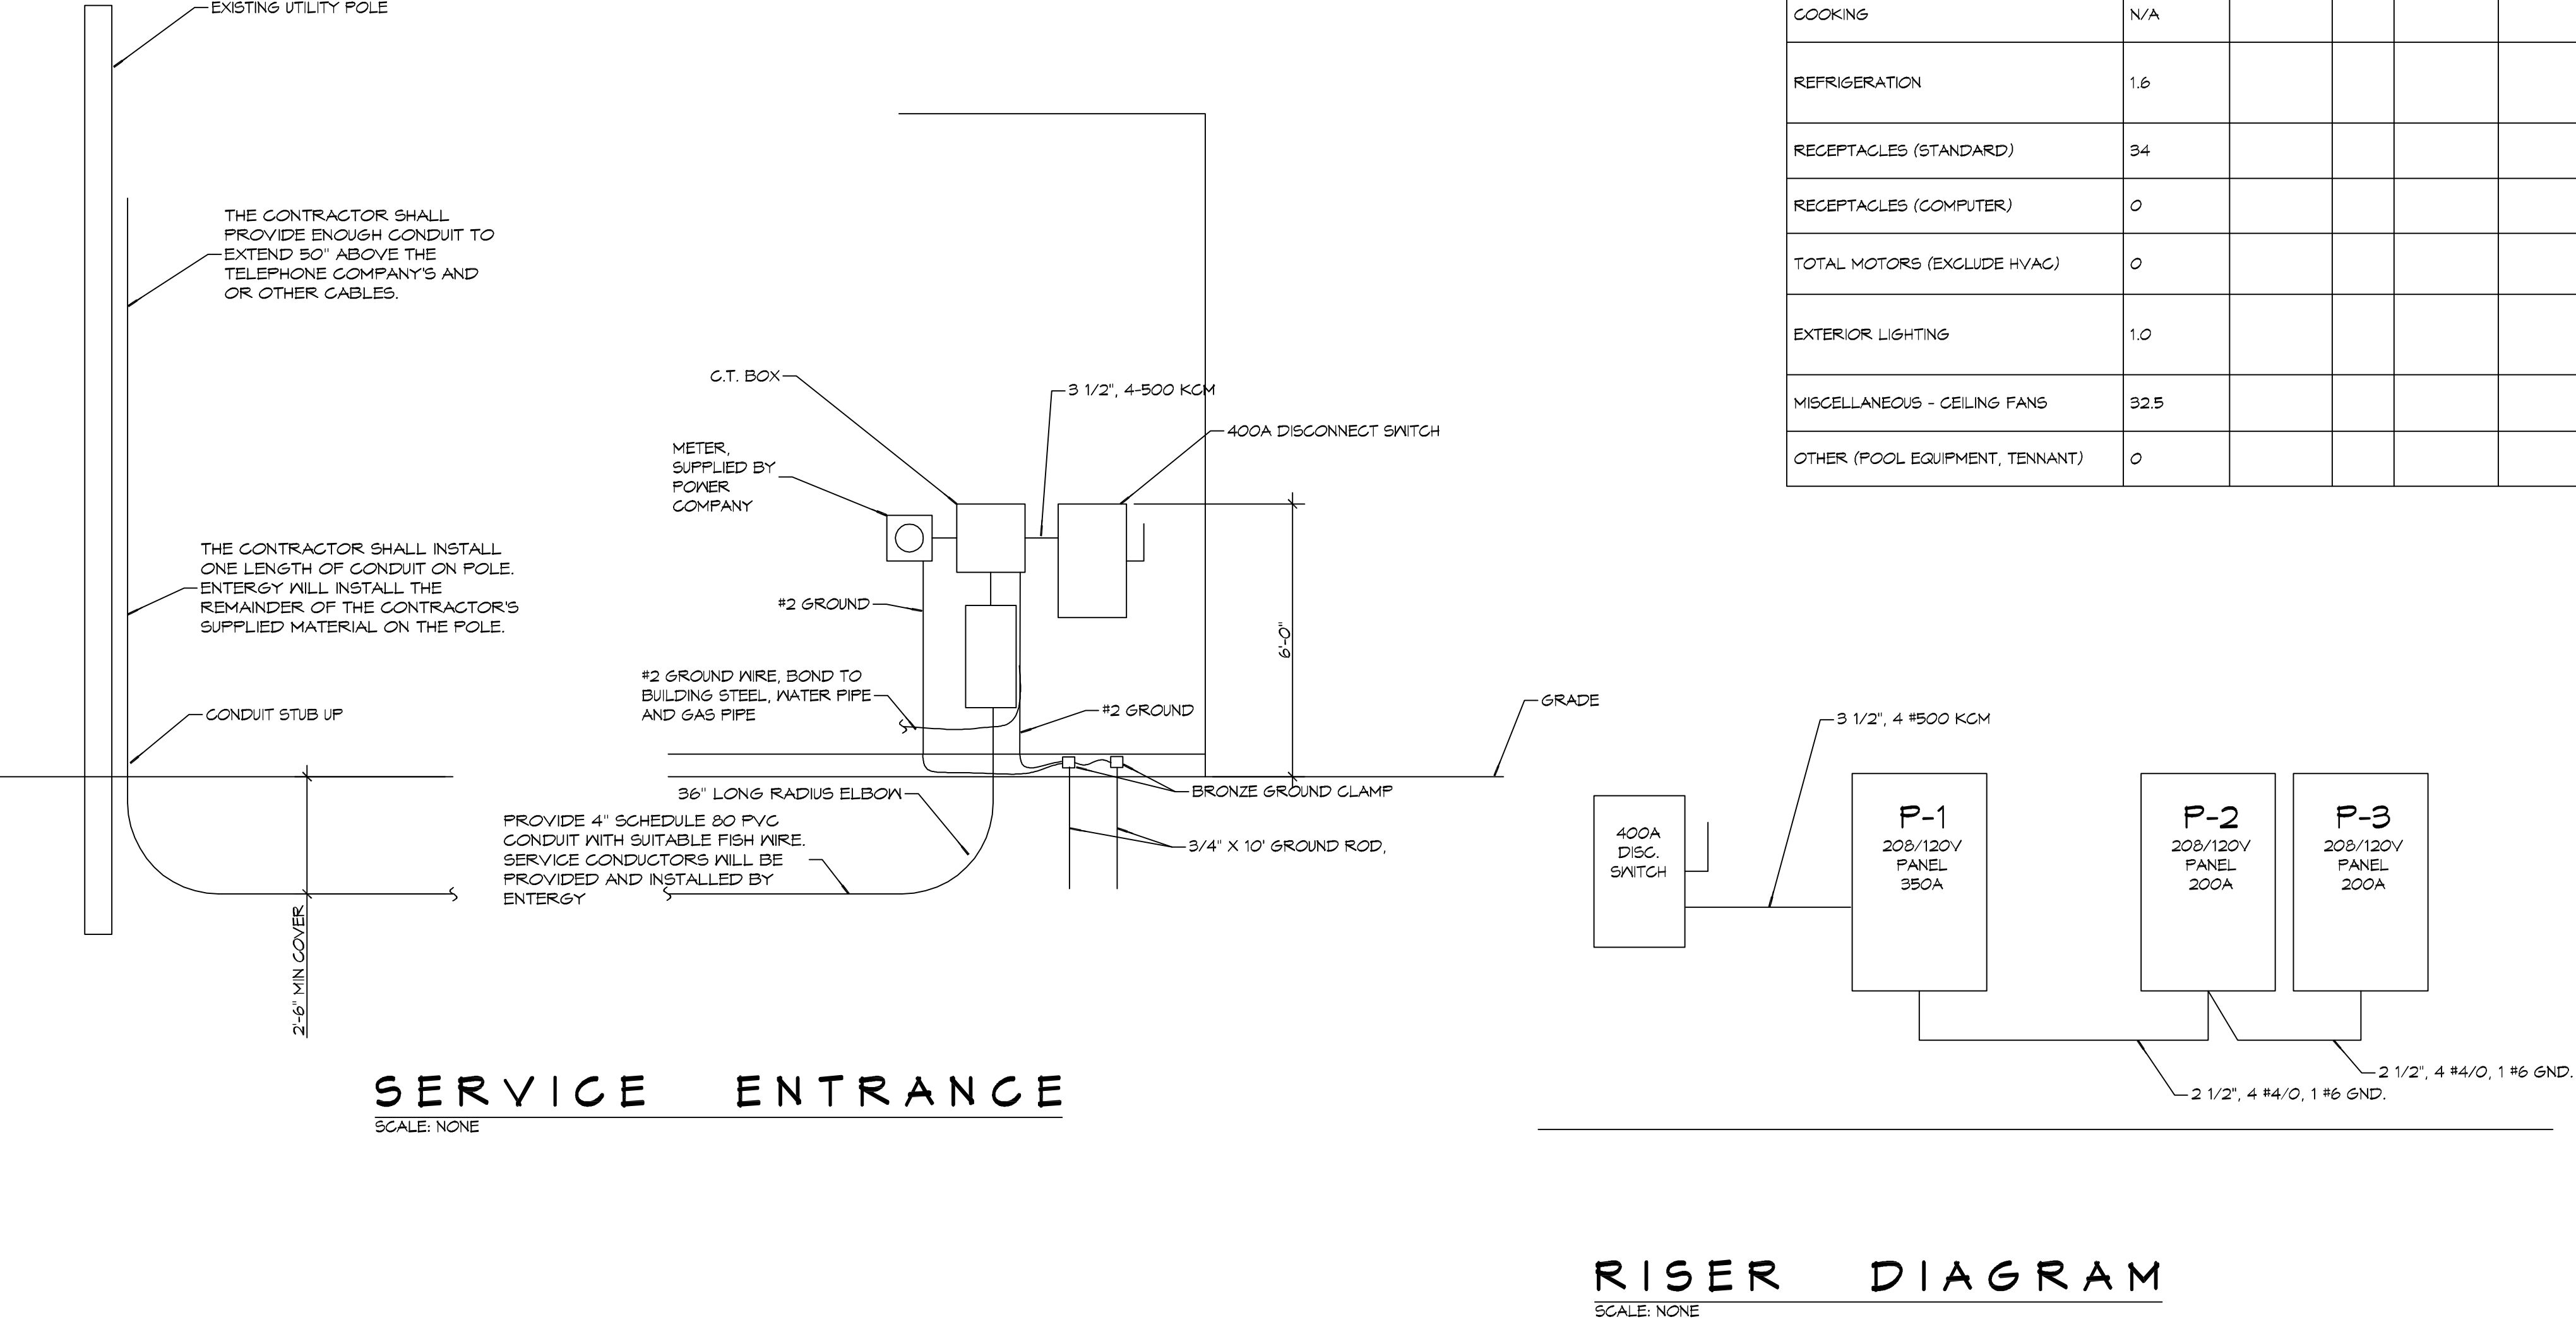 EXISTING UTILITY POLE
THE CONTRACTOR SHALL
PROVIDE ENOUGH CONDUIT TO
EXTEND 50" ABOVE THE
TELEPHONE COMPANY'S AND
OR OTHER CABLES.
THE CONTRACTOR SHALL INSTALL
ONE LENGTH OF CONDUIT ON POLE.
ENTERGY WILL INSTALL THE
REMAINDER OF THE CONTRACTOR'S
SUPPLIED MATERIAL ON THE POLE.
CONDUIT STUB UP
2'-6" MIN COVER
C.T. BOX
3 1/2", 4-500 KCM
400A DISCONNECT SWITCH
METER,
SUPPLIED BY
POWER
COMPANY
#2 GROUND
6'-0"
#2 GROUND WIRE, BOND TO
BUILDING STEEL, WATER PIPE
AND GAS PIPE
#2 GROUND
GRADE
36" LONG RADIUS ELBOW
BRONZE GROUND CLAMP
PROVIDE 4" SCHEDULE 80 PVC
CONDUIT WITH SUITABLE FISH WIRE.
SERVICE CONDUCTORS WILL BE
PROVIDED AND INSTALLED BY
ENTERGY
3/4" X 10' GROUND ROD,
SERVICE ENTRANCE
SCALE: NONE
COOKING N/A
REFRIGERATION 1.6
RECEPTACLES (STANDARD) 34
RECEPTACLES (COMPUTER) 0
TOTAL MOTORS (EXCLUDE HVAC) 0
EXTERIOR LIGHTING 1.0
MISCELLANEOUS - CEILING FANS 32.5
OTHER (POOL EQUIPMENT, TENNANT) 0
3 1/2", 4 #500 KCM
400A
DISC.
SWITCH
P-1
208/120V
PANEL
350A
P-2
208/120V
PANEL
200A
P-3
208/120V
PANEL
200A
2 1/2", 4 #4/0, 1 #6 GND.
2 1/2", 4 #4/0, 1 #6 GND.
RISER DIAGRAM
SCALE: NONE